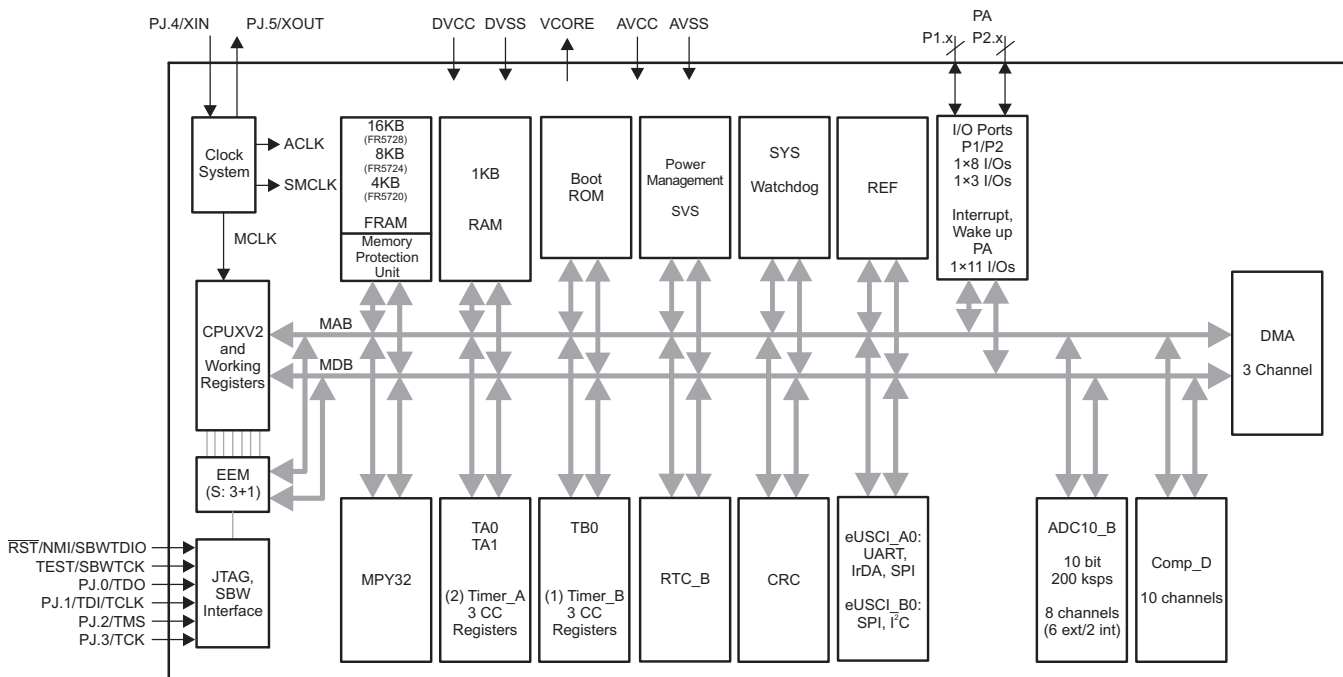 PJ.4/XIN
PJ.5/XOUT
DVCC
DVSS
VCORE
AVCC
AVSS
PA
P1.x
P2.x
Clock
System
ACLK
SMCLK
MCLK
16KB
(FR5728)
8KB
(FR5724)
4KB
(FR5720)
FRAM
Memory
Protection
Unit
1KB
RAM
Boot
ROM
Power
Management
SVS
SYS
Watchdog
REF
I/O Ports
P1/P2
1×8 I/Os
1×3 I/Os
Interrupt,
Wake up
PA
1×11 I/Os
CPUXV2
and
Working
Registers
MAB
MDB
DMA
3 Channel
EEM
(S: 3+1)
RST/NMI/SBWTDIO
TEST/SBWTCK
PJ.0/TDO
PJ.1/TDI/TCLK
PJ.2/TMS
PJ.3/TCK
JTAG,
SBW
Interface
MPY32
TA0
TA1
(2) Timer_A
3 CC
Registers
TB0
(1) Timer_B
3 CC
Registers
RTC_B
CRC
eUSCI_A0:
UART,
IrDA, SPI
eUSCI_B0:
SPI, I²C
ADC10_B
10 bit
200 ksps
8 channels
(6 ext/2 int)
Comp_D
10 channels